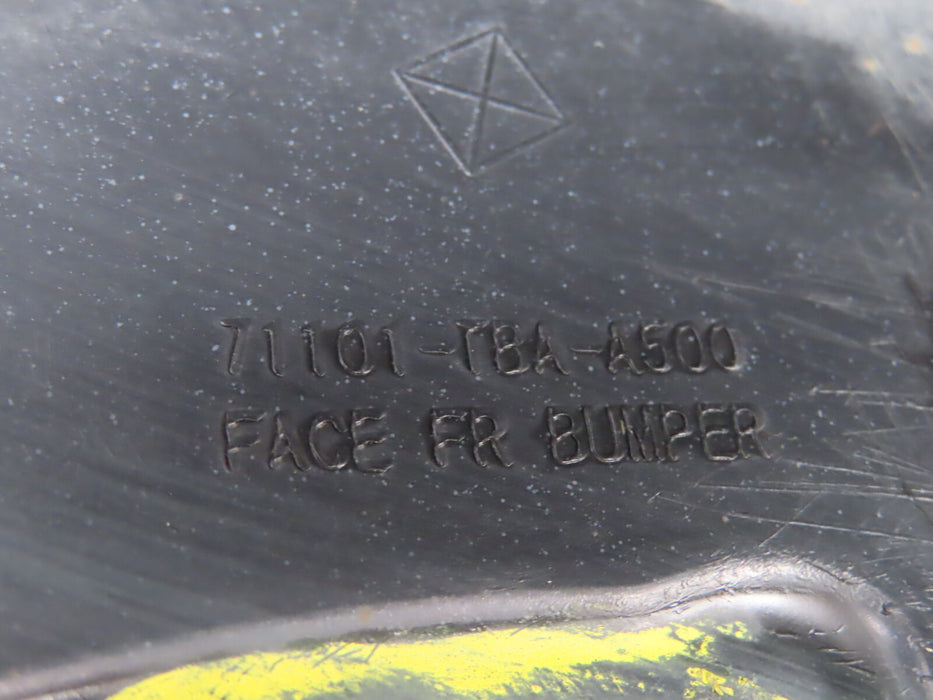 71101-TBA-A500
FACE FR BUMPER